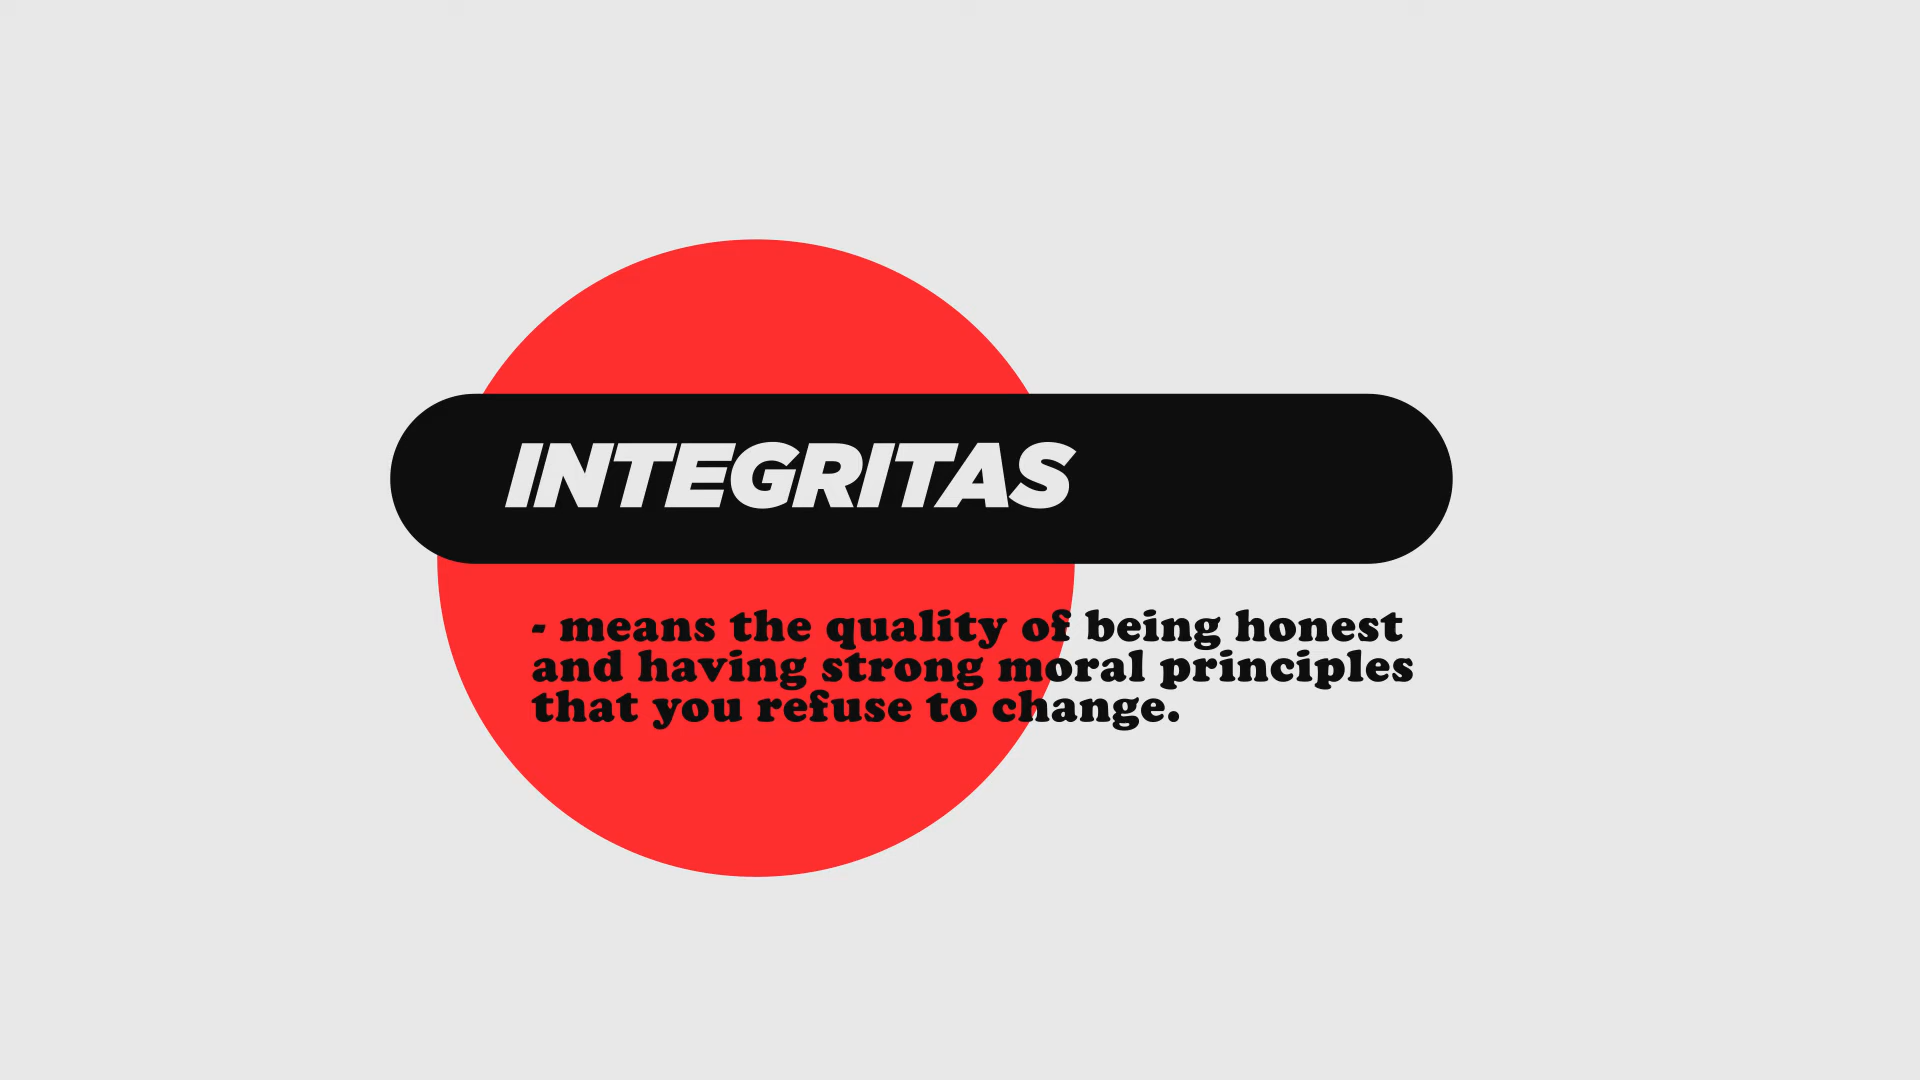 INTEGRITAS
- means the quality of being honest
and having strong moral principles
that you refuse to change.